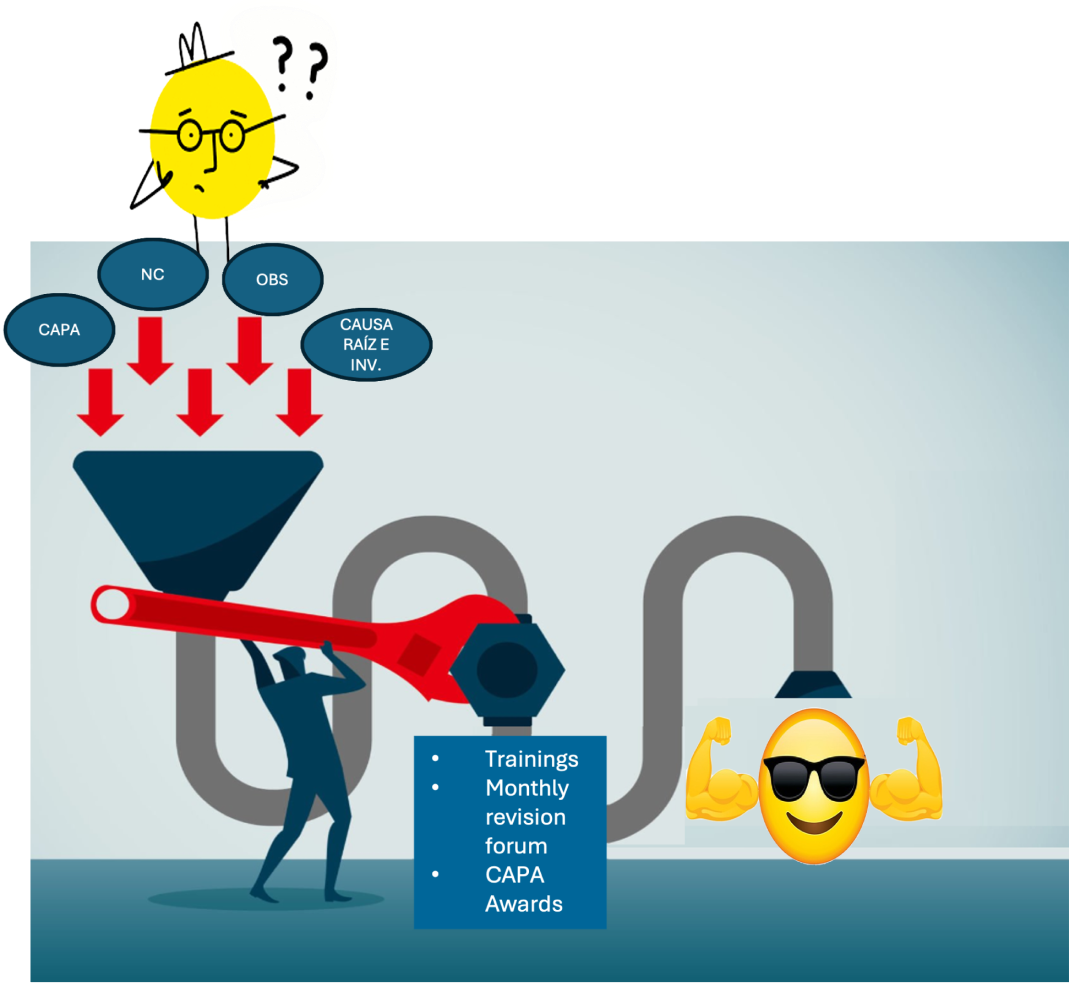 ??
NC
OBS
CAPA
CAUSA
RAÍZ E
INV.
• Trainings
• Monthly
revision
forum
• CAPA
Awards